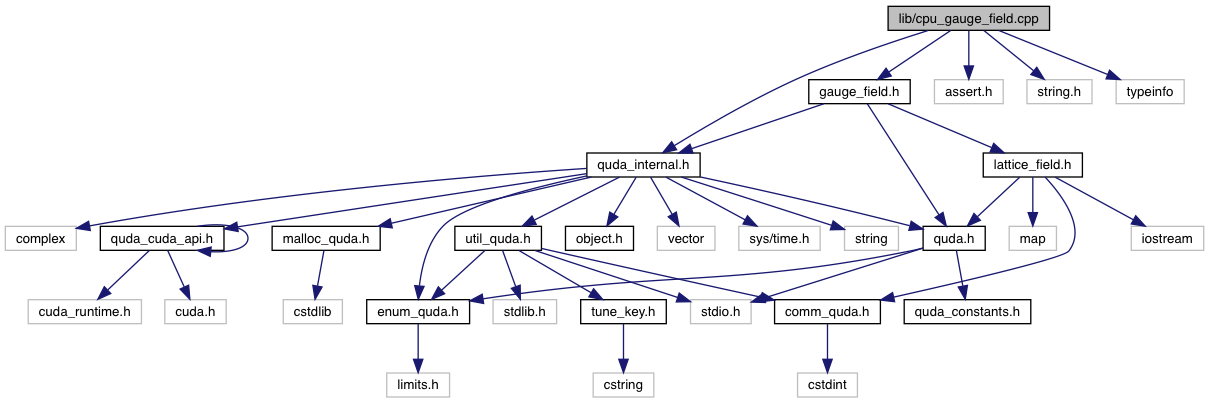 lib/cpu_gauge_field.cpp
gauge_field.h
assert.h
string.h
typeinfo
quda_internal.h
lattice_field.h
complex
quda_cuda_api.h
malloc_quda.h
util_quda.h
object.h
vector
sys/time.h
string
quda.h
map
iostream
cuda_runtime.h
cuda.h
cstdlib
enum_quda.h
stdlib.h
tune_key.h
stdio.h
comm_quda.h
quda_constants.h
limits.h
cstring
cstdint